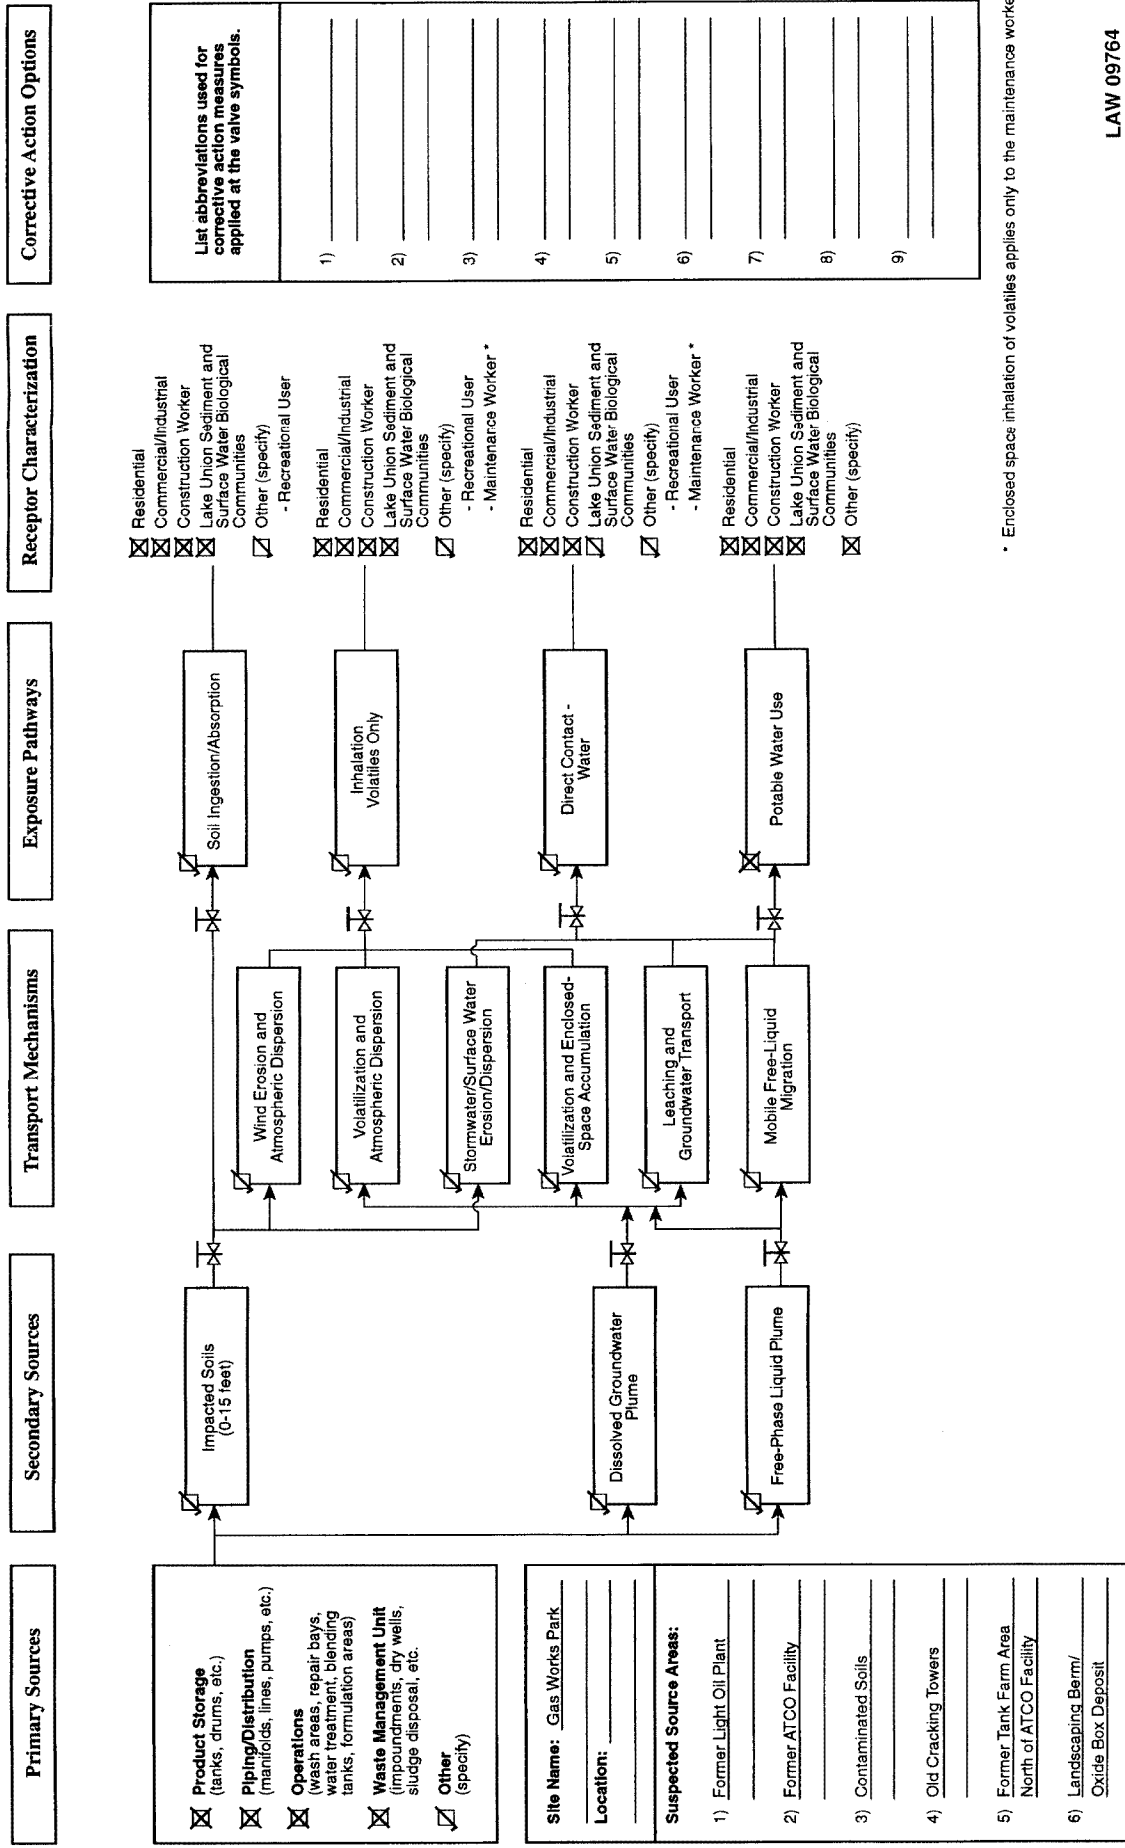 Primary Sources
Secondary Sources
Transport Mechanisms
Exposure Pathways
Receptor Characterization
Corrective Action Options
Product Storage
(tanks, drums, etc.)
Piping/Distribution
(manifolds, lines, pumps, etc.)
Operations
(wash areas, repair bays,
water treatment, blending
tanks, formulation areas)
Waste Management Unit
(impoundments, dry wells,
sludge disposal, etc.
Other
(specify)
Site Name: Gas Works Park
Location:
Suspected Source Areas:
1) Former Light Oil Plant
2) Former ATCO Facility
3) Contaminated Soils
4) Old Cracking Towers
5) Former Tank Farm Area
North of ATCO Facility
6) Landscaping Berm/
Oxide Box Deposit
Impacted Soils
(0-15 feet)
Dissolved Groundwater
Plume
Free-Phase Liquid Plume
Wind Erosion and
Atmospheric Dispersion
Volatilization and
Atmospheric Dispersion
Stormwater/Surface Water
Erosion/Dispersion
Volatilization and Enclosed-
Space Accumulation
Leaching and
Groundwater Transport
Mobile Free-Liquid
Migration
Soil Ingestion/Absorption
Inhalation
Volatiles Only
Direct Contact -
Water
Potable Water Use
Residential
Commercial/Industrial
Construction Worker
Lake Union Sediment and
Surface Water Biological
Communities
Other (specify)
- Recreational User
Residential
Commercial/Industrial
Construction Worker
Lake Union Sediment and
Surface Water Biological
Communities
Other (specify)
- Recreational User
- Maintenance Worker *
Residential
Commercial/Industrial
Construction Worker
Lake Union Sediment and
Surface Water Biological
Communities
Other (specify)
- Recreational User
- Maintenance Worker *
Residential
Commercial/Industrial
Construction Worker
Lake Union Sediment and
Surface Water Biological
Communities
Other (specify)
List abbreviations used for
corrective action measures
applied at the valve symbols.
1)
2)
3)
4)
5)
6)
7)
8)
9)
* Enclosed space inhalation of volatiles applies only to the maintenance worke
LAW 09764